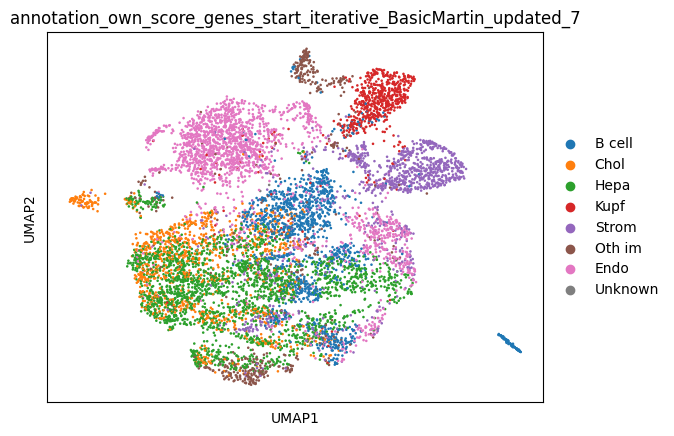 annotation_own_score_genes_start_iterative_BasicMartin_updated_7
UMAP2
UMAP1
B cell
Chol
Hepa
Kupf
Strom
Oth im
Endo
Unknown